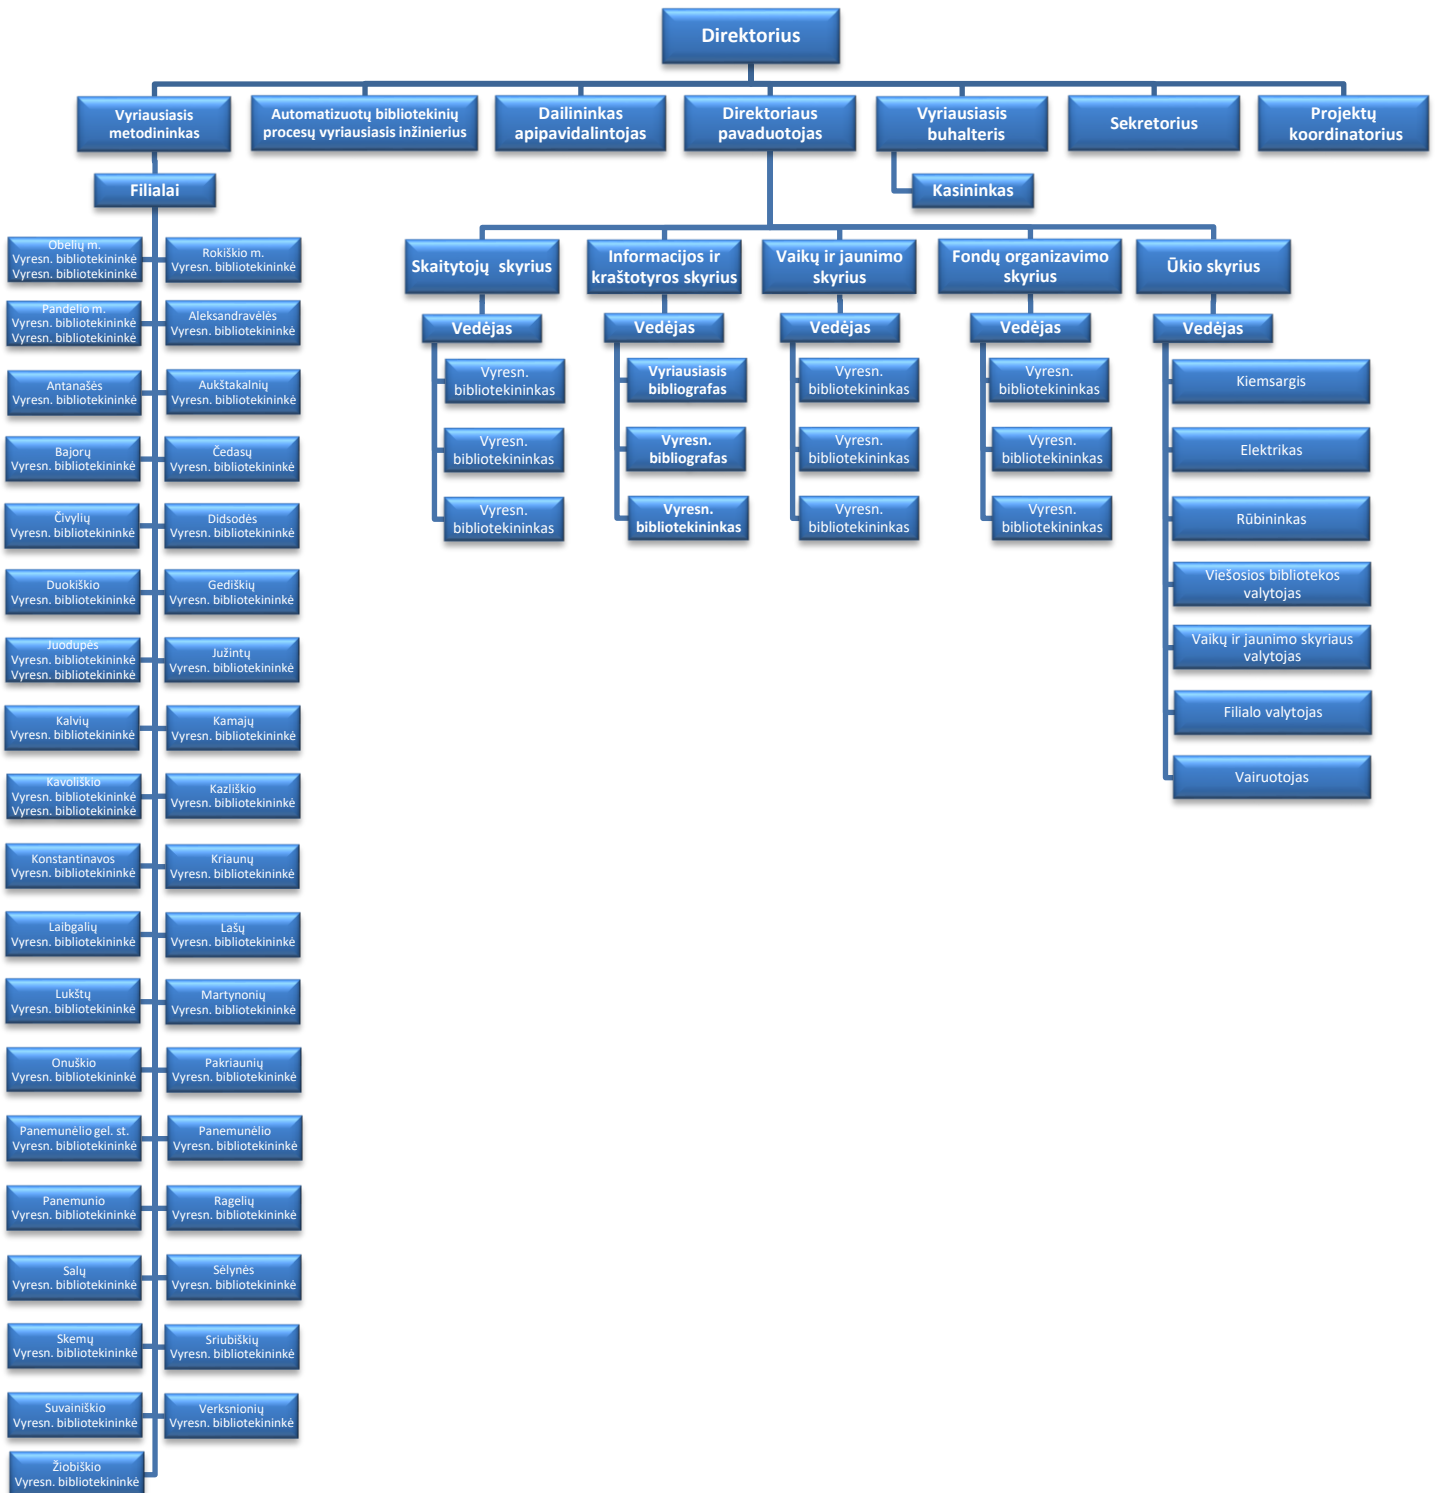 Direktorius
Vyriausiasis
metodininkas
Automatizuotų bibliotekinių
procesų vyriausiasis inžinierius
Dailininkas
apipavidalintojas
Direktoriaus
pavaduotojas
Vyriausiasis
buhalteris
Sekretorius
Projektų
koordinatorius
Filialai
Kasininkas
Obelių m.
Vyresn. bibliotekininkė
Vyresn. bibliotekininkė
Rokiškio m.
Vyresn. bibliotekininkė
Pandelio m.
Vyresn. bibliotekininkė
Vyresn. bibliotekininkė
Aleksandravėlės
Vyresn. bibliotekininkė
Antanašės
Vyresn. bibliotekininkė
Aukštakalnių
Vyresn. bibliotekininkė
Bajorų
Vyresn. bibliotekininkė
Čedasų
Vyresn. bibliotekininkė
Čivylių
Vyresn. bibliotekininkė
Didsodės
Vyresn. bibliotekininkė
Duokiškio
Vyresn. bibliotekininkė
Gediškių
Vyresn. bibliotekininkė
Juodupės
Vyresn. bibliotekininkė
Vyresn. bibliotekininkė
Južintų
Vyresn. bibliotekininkė
Kalvių
Vyresn. bibliotekininkė
Kamajų
Vyresn. bibliotekininkė
Kavoliškio
Vyresn. bibliotekininkė
Vyresn. bibliotekininkė
Kazliškio
Vyresn. bibliotekininkė
Konstantinavos
Vyresn. bibliotekininkė
Kriaunų
Vyresn. bibliotekininkė
Laibgalių
Vyresn. bibliotekininkė
Lašų
Vyresn. bibliotekininkė
Lukštų
Vyresn. bibliotekininkė
Martynonių
Vyresn. bibliotekininkė
Onuškio
Vyresn. bibliotekininkė
Pakriaunių
Vyresn. bibliotekininkė
Panemunėlio gel. st.
Vyresn. bibliotekininkė
Panemunėlio
Vyresn. bibliotekininkė
Panemunio
Vyresn. bibliotekininkė
Ragelių
Vyresn. bibliotekininkė
Salų
Vyresn. bibliotekininkė
Sėlynės
Vyresn. bibliotekininkė
Skemų
Vyresn. bibliotekininkė
Sriubiškių
Vyresn. bibliotekininkė
Suvainiškio
Vyresn. bibliotekininkė
Verksnionių
Vyresn. bibliotekininkė
Žiobiškio
Vyresn. bibliotekininkė
Skaitytojų skyrius
Vedėjas
Vyresn.
bibliotekininkas
Vyresn.
bibliotekininkas
Vyresn.
bibliotekininkas
Informacijos ir
kraštotyros skyrius
Vedėjas
Vyriausiasis
bibliografas
Vyresn.
bibliografas
Vyresn.
bibliotekininkas
Vaikų ir jaunimo
skyrius
Vedėjas
Vyresn.
bibliotekininkas
Vyresn.
bibliotekininkas
Vyresn.
bibliotekininkas
Fondų organizavimo
skyrius
Vedėjas
Vyresn.
bibliotekininkas
Vyresn.
bibliotekininkas
Vyresn.
bibliotekininkas
Ūkio skyrius
Vedėjas
Kiemsargis
Elektrikas
Rūbininkas
Viešosios bibliotekos
valytojas
Vaikų ir jaunimo skyriaus
valytojas
Filialo valytojas
Vairuotojas